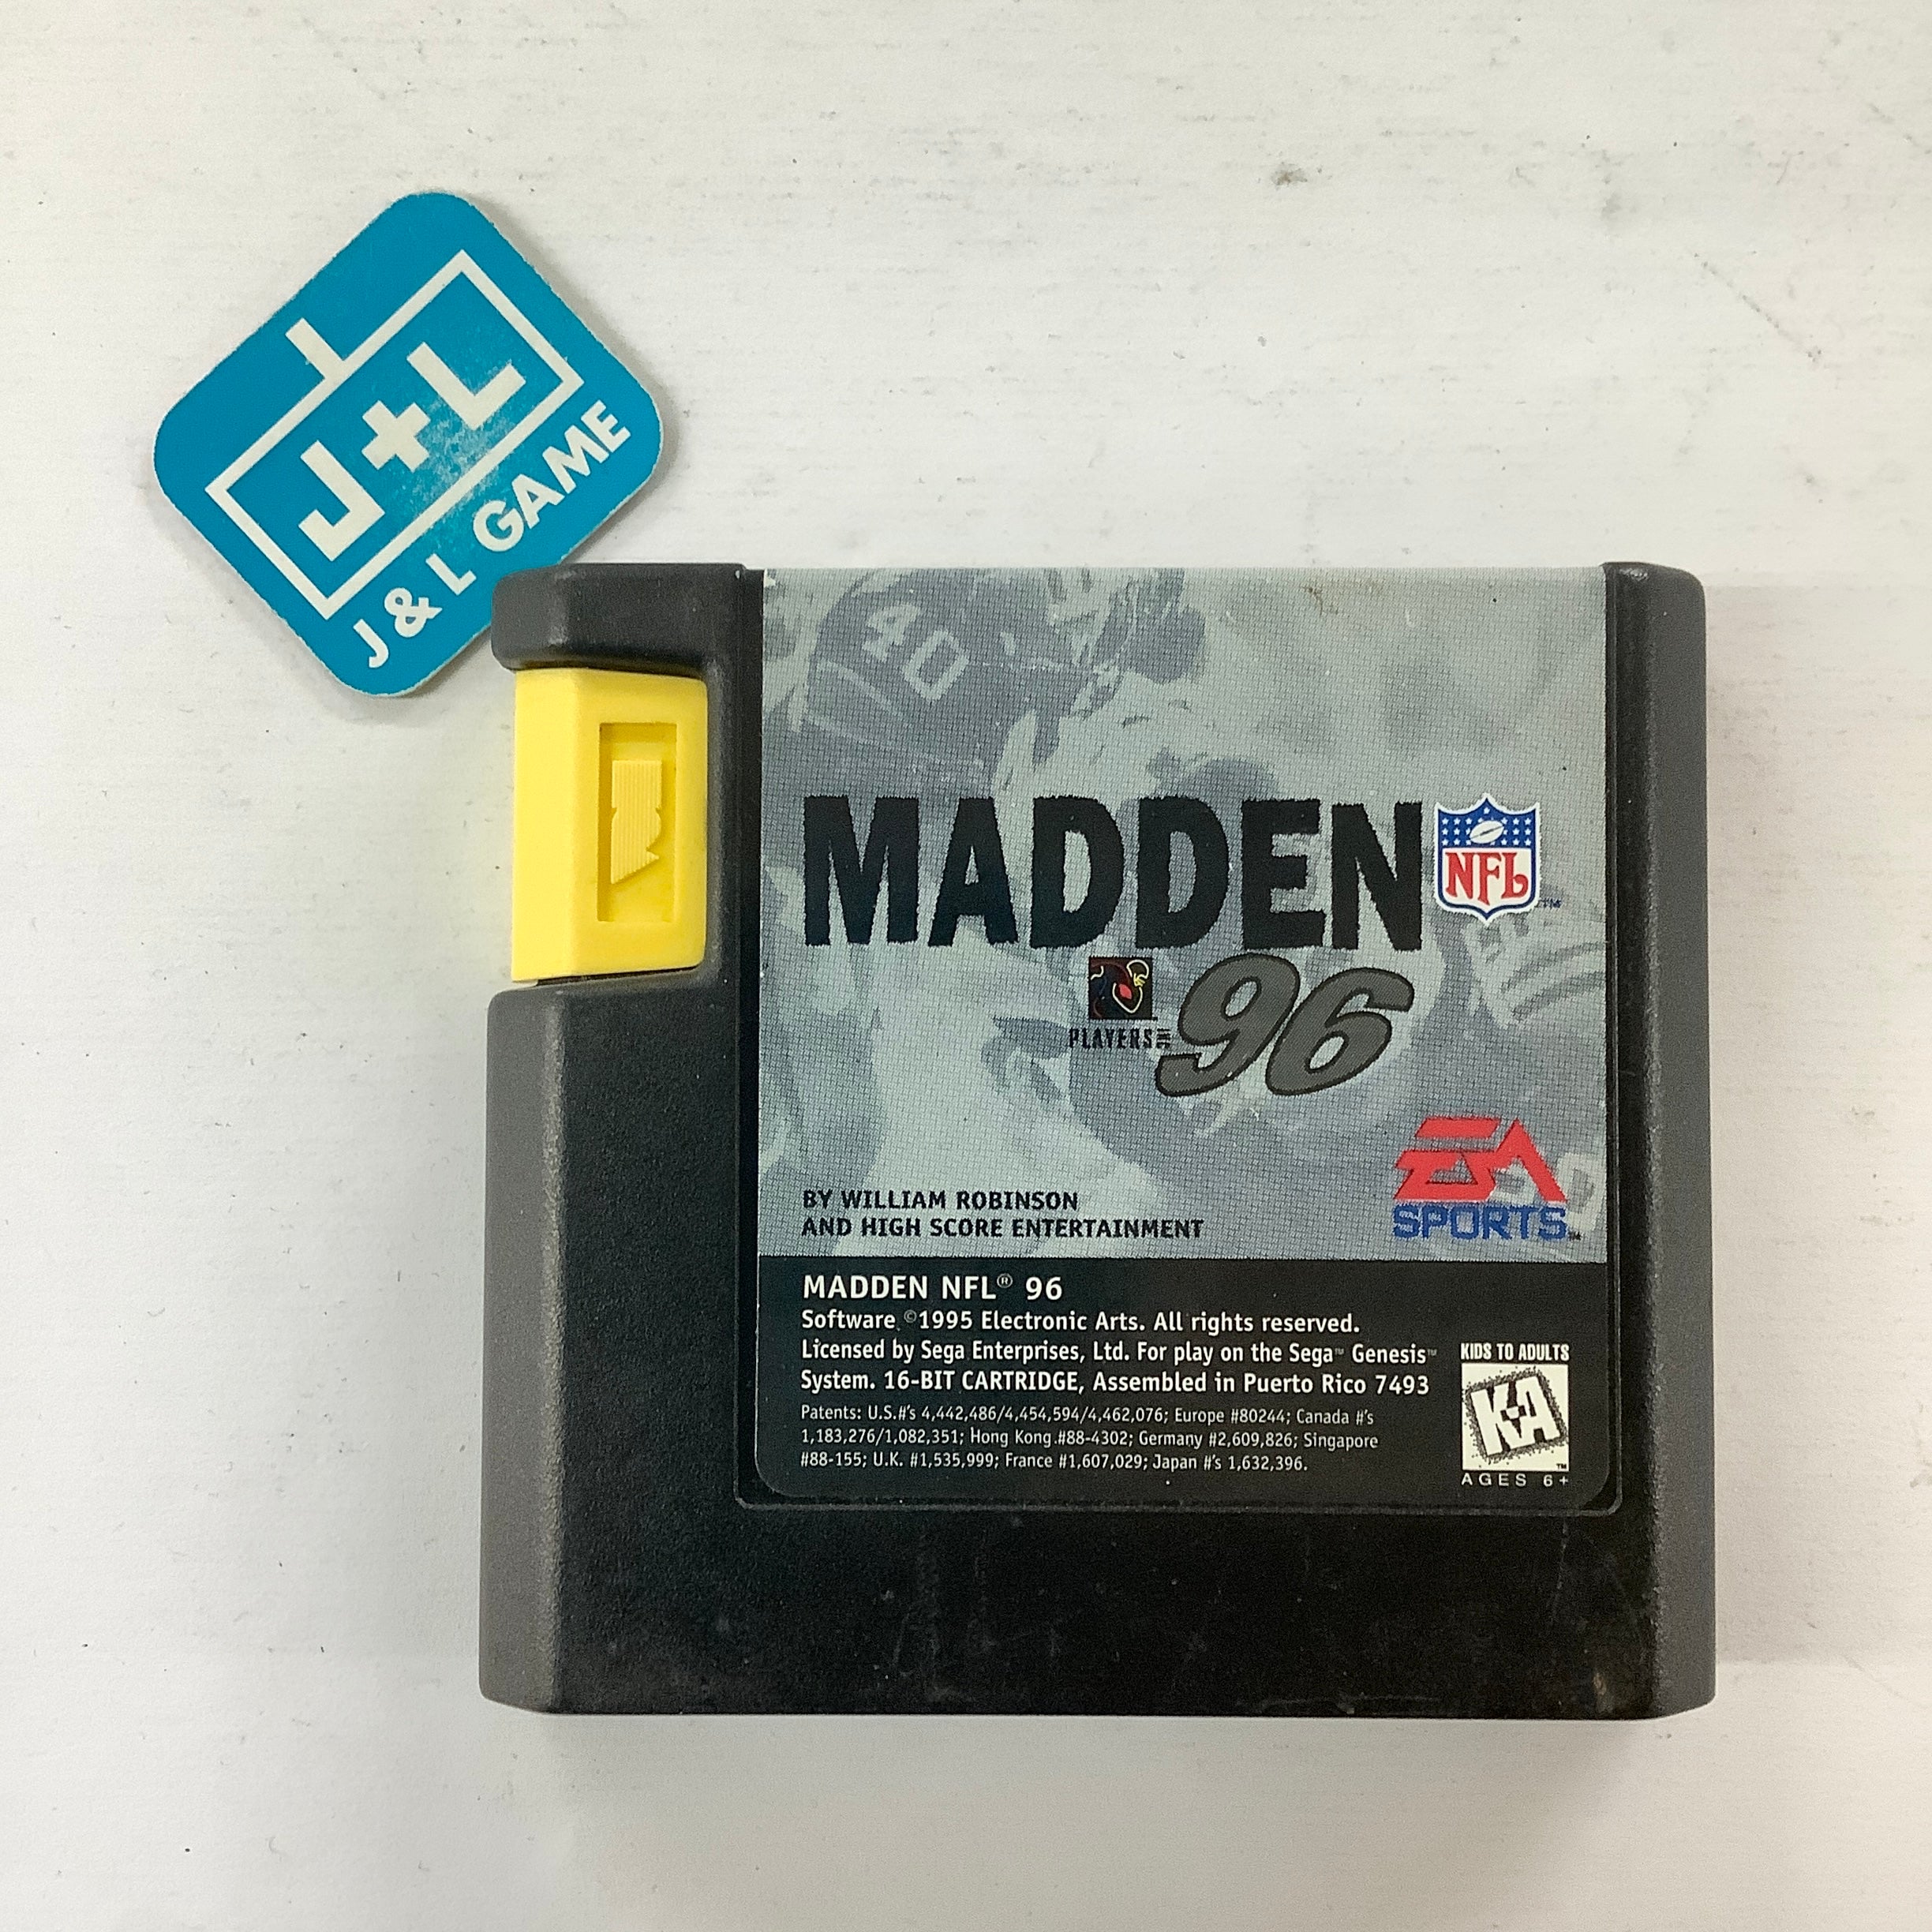 J+L
J & L GAME
40
MADDEN
NFL™
PLAYERS INC
96
EA
SPORTS™
BY WILLIAM ROBINSON
AND HIGH SCORE ENTERTAINMENT
MADDEN NFL® 96
Software ©1995 Electronic Arts. All rights reserved.
Licensed by Sega Enterprises, Ltd. For play on the Sega™ Genesis™
System. 16-BIT CARTRIDGE, Assembled in Puerto Rico 7493
Patents: U.S.#'s 4,442,486/4,454,594/4,462,076; Europe #80244; Canada #'s
1,183,276/1,082,351; Hong Kong #88-4302; Germany #2,609,826; Singapore
#88-155; U.K. #1,535,999; France #1,607,029; Japan #'s 1,632,396.
KIDS TO ADULTS
K-A
™
AGES 6+